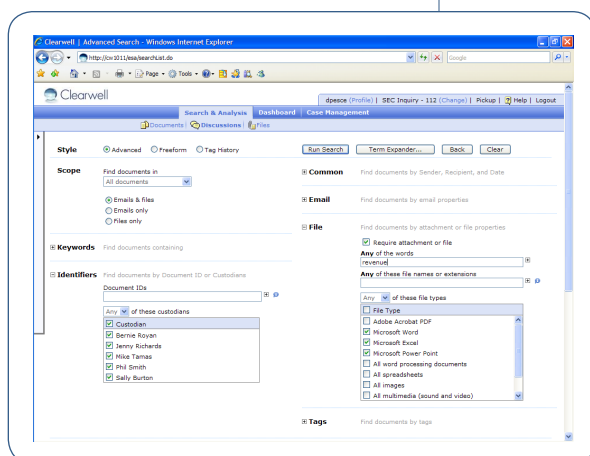 Clearwell | Advanced Search - Windows Internet Explorer
http://cv1011/esa/searchList.do
Google
Page
Tools
Clearwell
dpesce (Profile) | SEC Inquiry - 112 (Change) | Pickup | Help | Logout
Search & Analysis Dashboard Case Management
Documents | Discussions | Files
Style Advanced Freeform Tag History
Run Search Term Expander... Back Clear
Scope Find documents in
All documents
Emails & files
Emails only
Files only
Keywords Find documents containing
Identifiers Find documents by Document ID or Custodians
Document IDs
Any of these custodians
Custodian
Bernie Royan
Jenny Richards
Mike Tamas
Phil Smith
Sally Burton
Common Find documents by Sender, Recipient, and Date
Email Find documents by email properties
File Find documents by attachment or file properties
Require attachment or file
Any of the words
revenue
Any of these file names or extensions
Any of these file types
File Type
Adobe Acrobat PDF
Microsoft Word
Microsoft Excel
Microsoft Power Point
All word processing documents
All spreadsheets
All images
All multimedia (sound and video)
Tags Find documents by tags